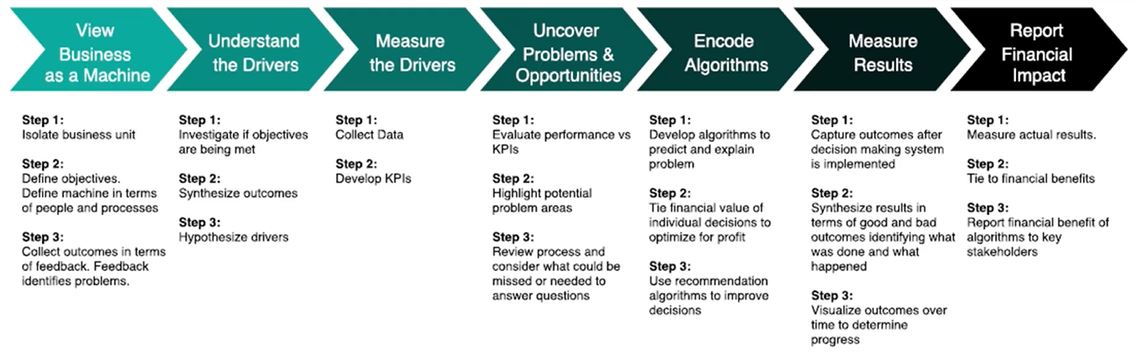 View
Business
as a Machine
Understand
the Drivers
Measure
the Drivers
Uncover
Problems &
Opportunities
Encode
Algorithms
Measure
Results
Report
Financial
Impact
Step 1:
Isolate business unit
Step 2:
Define objectives.
Define machine in terms
of people and processes
Step 3:
Collect outcomes in terms
of feedback. Feedback
identifies problems.
Step 1:
Investigate if objectives
are being met
Step 2:
Synthesize outcomes
Step 3:
Hypothesize drivers
Step 1:
Collect Data
Step 2:
Develop KPIs
Step 1:
Evaluate performance vs
KPIs
Step 2:
Highlight potential
problem areas
Step 3:
Review process and
consider what could be
missed or needed to
answer questions
Step 1:
Develop algorithms to
predict and explain
problem
Step 2:
Tie financial value of
individual decisions to
optimize for profit
Step 3:
Use recommendation
algorithms to improve
decisions
Step 1:
Capture outcomes after
decision making system
is implemented
Step 2:
Synthesize results in
terms of good and bad
outcomes identifying what
was done and what
happened
Step 3:
Visualize outcomes over
time to determine
progress
Step 1:
Measure actual results.
Step 2:
Tie to financial benefits
Step 3:
Report financial benefit of
algorithms to key
stakeholders